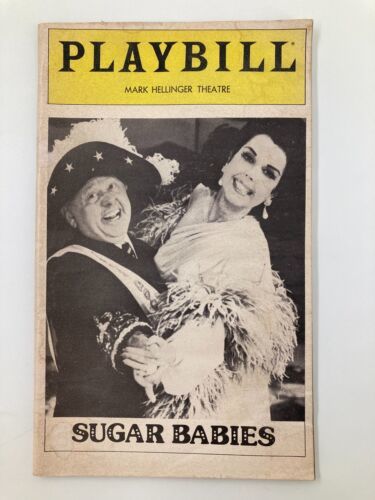 PLAYBILL®
MARK HELLINGER THEATRE
SUGAR BABIES